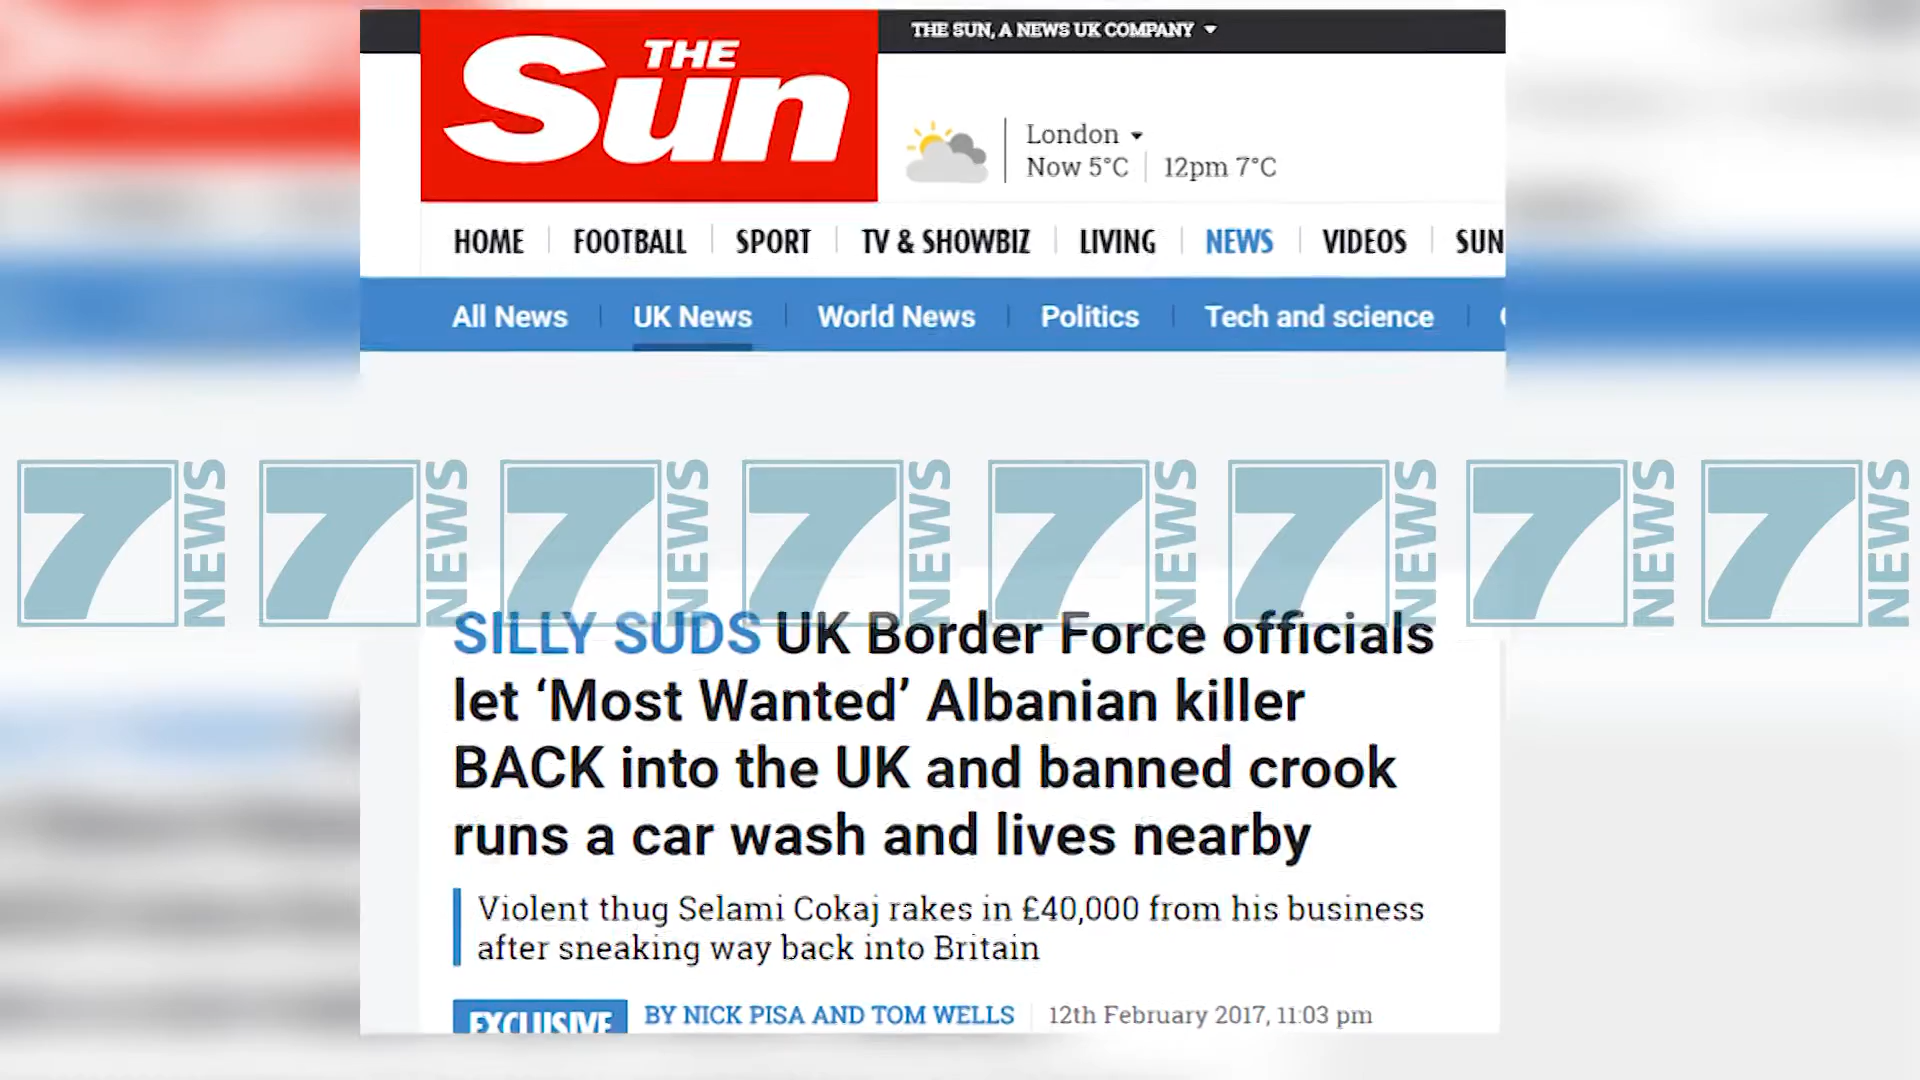 THE SUN, A NEWS UK COMPANY
THE
Sun
London
Now 5°C 12pm 7°C
HOME FOOTBALL SPORT TV & SHOWBIZ LIVING NEWS VIDEOS SUN
All News UK News World News Politics Tech and science
7 NEWS 7 NEWS 7 NEWS 7 NEWS 7 NEWS 7 NEWS 7 NEWS 7 NEWS
SILLY SUDS UK Border Force officials
let ‘Most Wanted’ Albanian killer
BACK into the UK and banned crook
runs a car wash and lives nearby
Violent thug Selami Cokaj rakes in £40,000 from his business
after sneaking way back into Britain
EXCLUSIVE BY NICK PISA AND TOM WELLS 12th February 2017, 11:03 pm